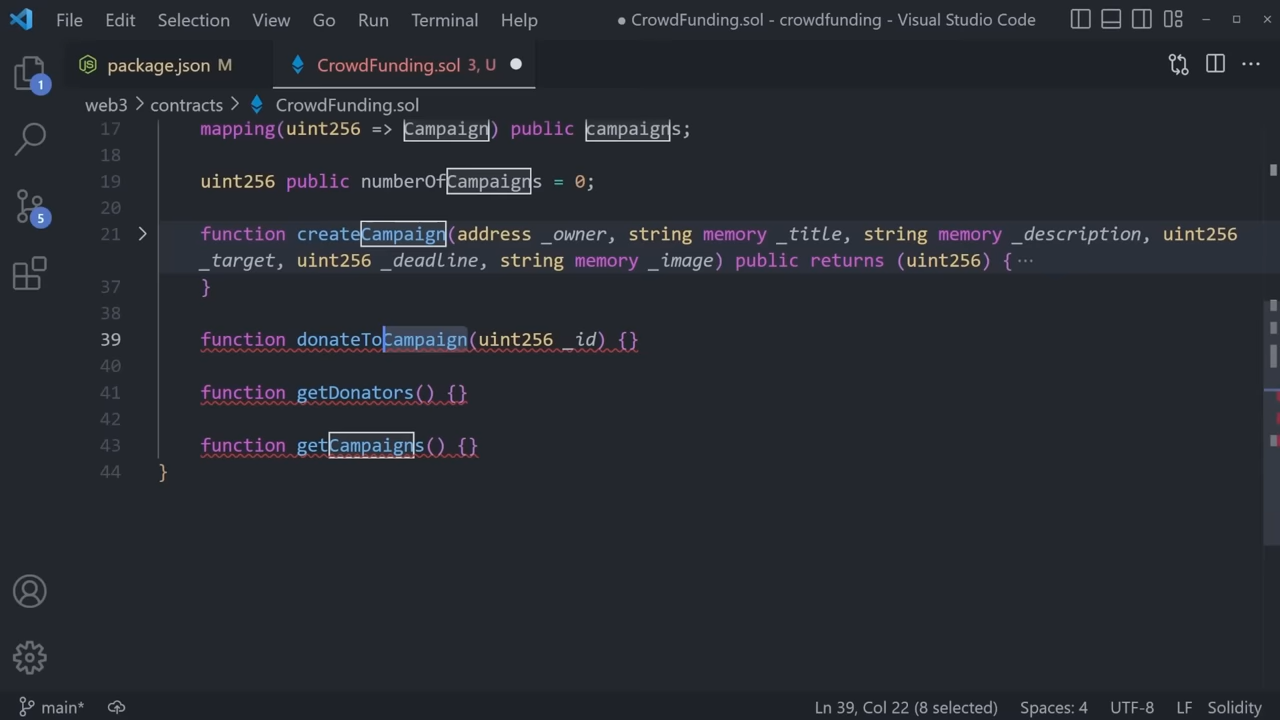 File Edit Selection View Go Run Terminal Help ● CrowdFunding.sol - crowdfunding - Visual Studio Code
package.json M CrowdFunding.sol 3, U
web3 > contracts > CrowdFunding.sol
1
5
17 mapping(uint256 => Campaign) public campaigns;
18
19 uint256 public numberOfCampaigns = 0;
20
21 function createCampaign(address _owner, string memory _title, string memory _description, uint256
_target, uint256 _deadline, string memory _image) public returns (uint256) {···
37 }
38
39 function donateToCampaign(uint256 _id) {}
40
41 function getDonators() {}
42
43 function getCampaigns() {}
44 }
main* Ln 39, Col 22 (8 selected) Spaces: 4 UTF-8 LF Solidity